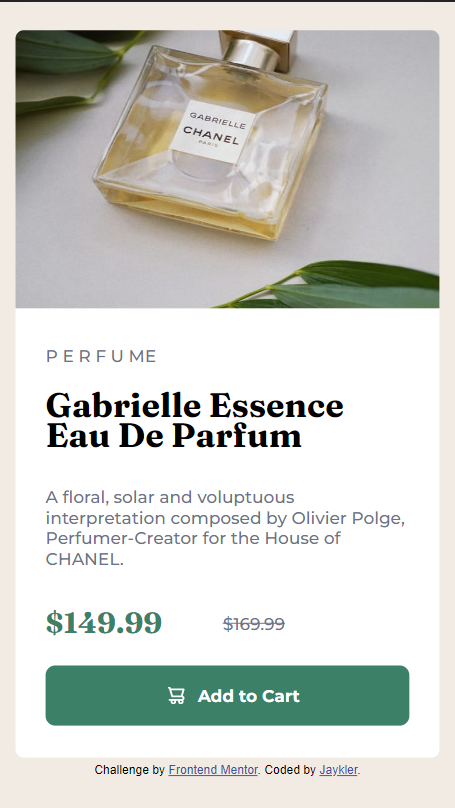 GABRIELLE
CHANEL
PARIS
PERFUME
Gabrielle Essence
Eau De Parfum
A floral, solar and voluptuous
interpretation composed by Olivier Polge,
Perfumer-Creator for the House of
CHANEL.
$149.99 $169.99
Add to Cart
Challenge by Frontend Mentor. Coded by Jaykler.